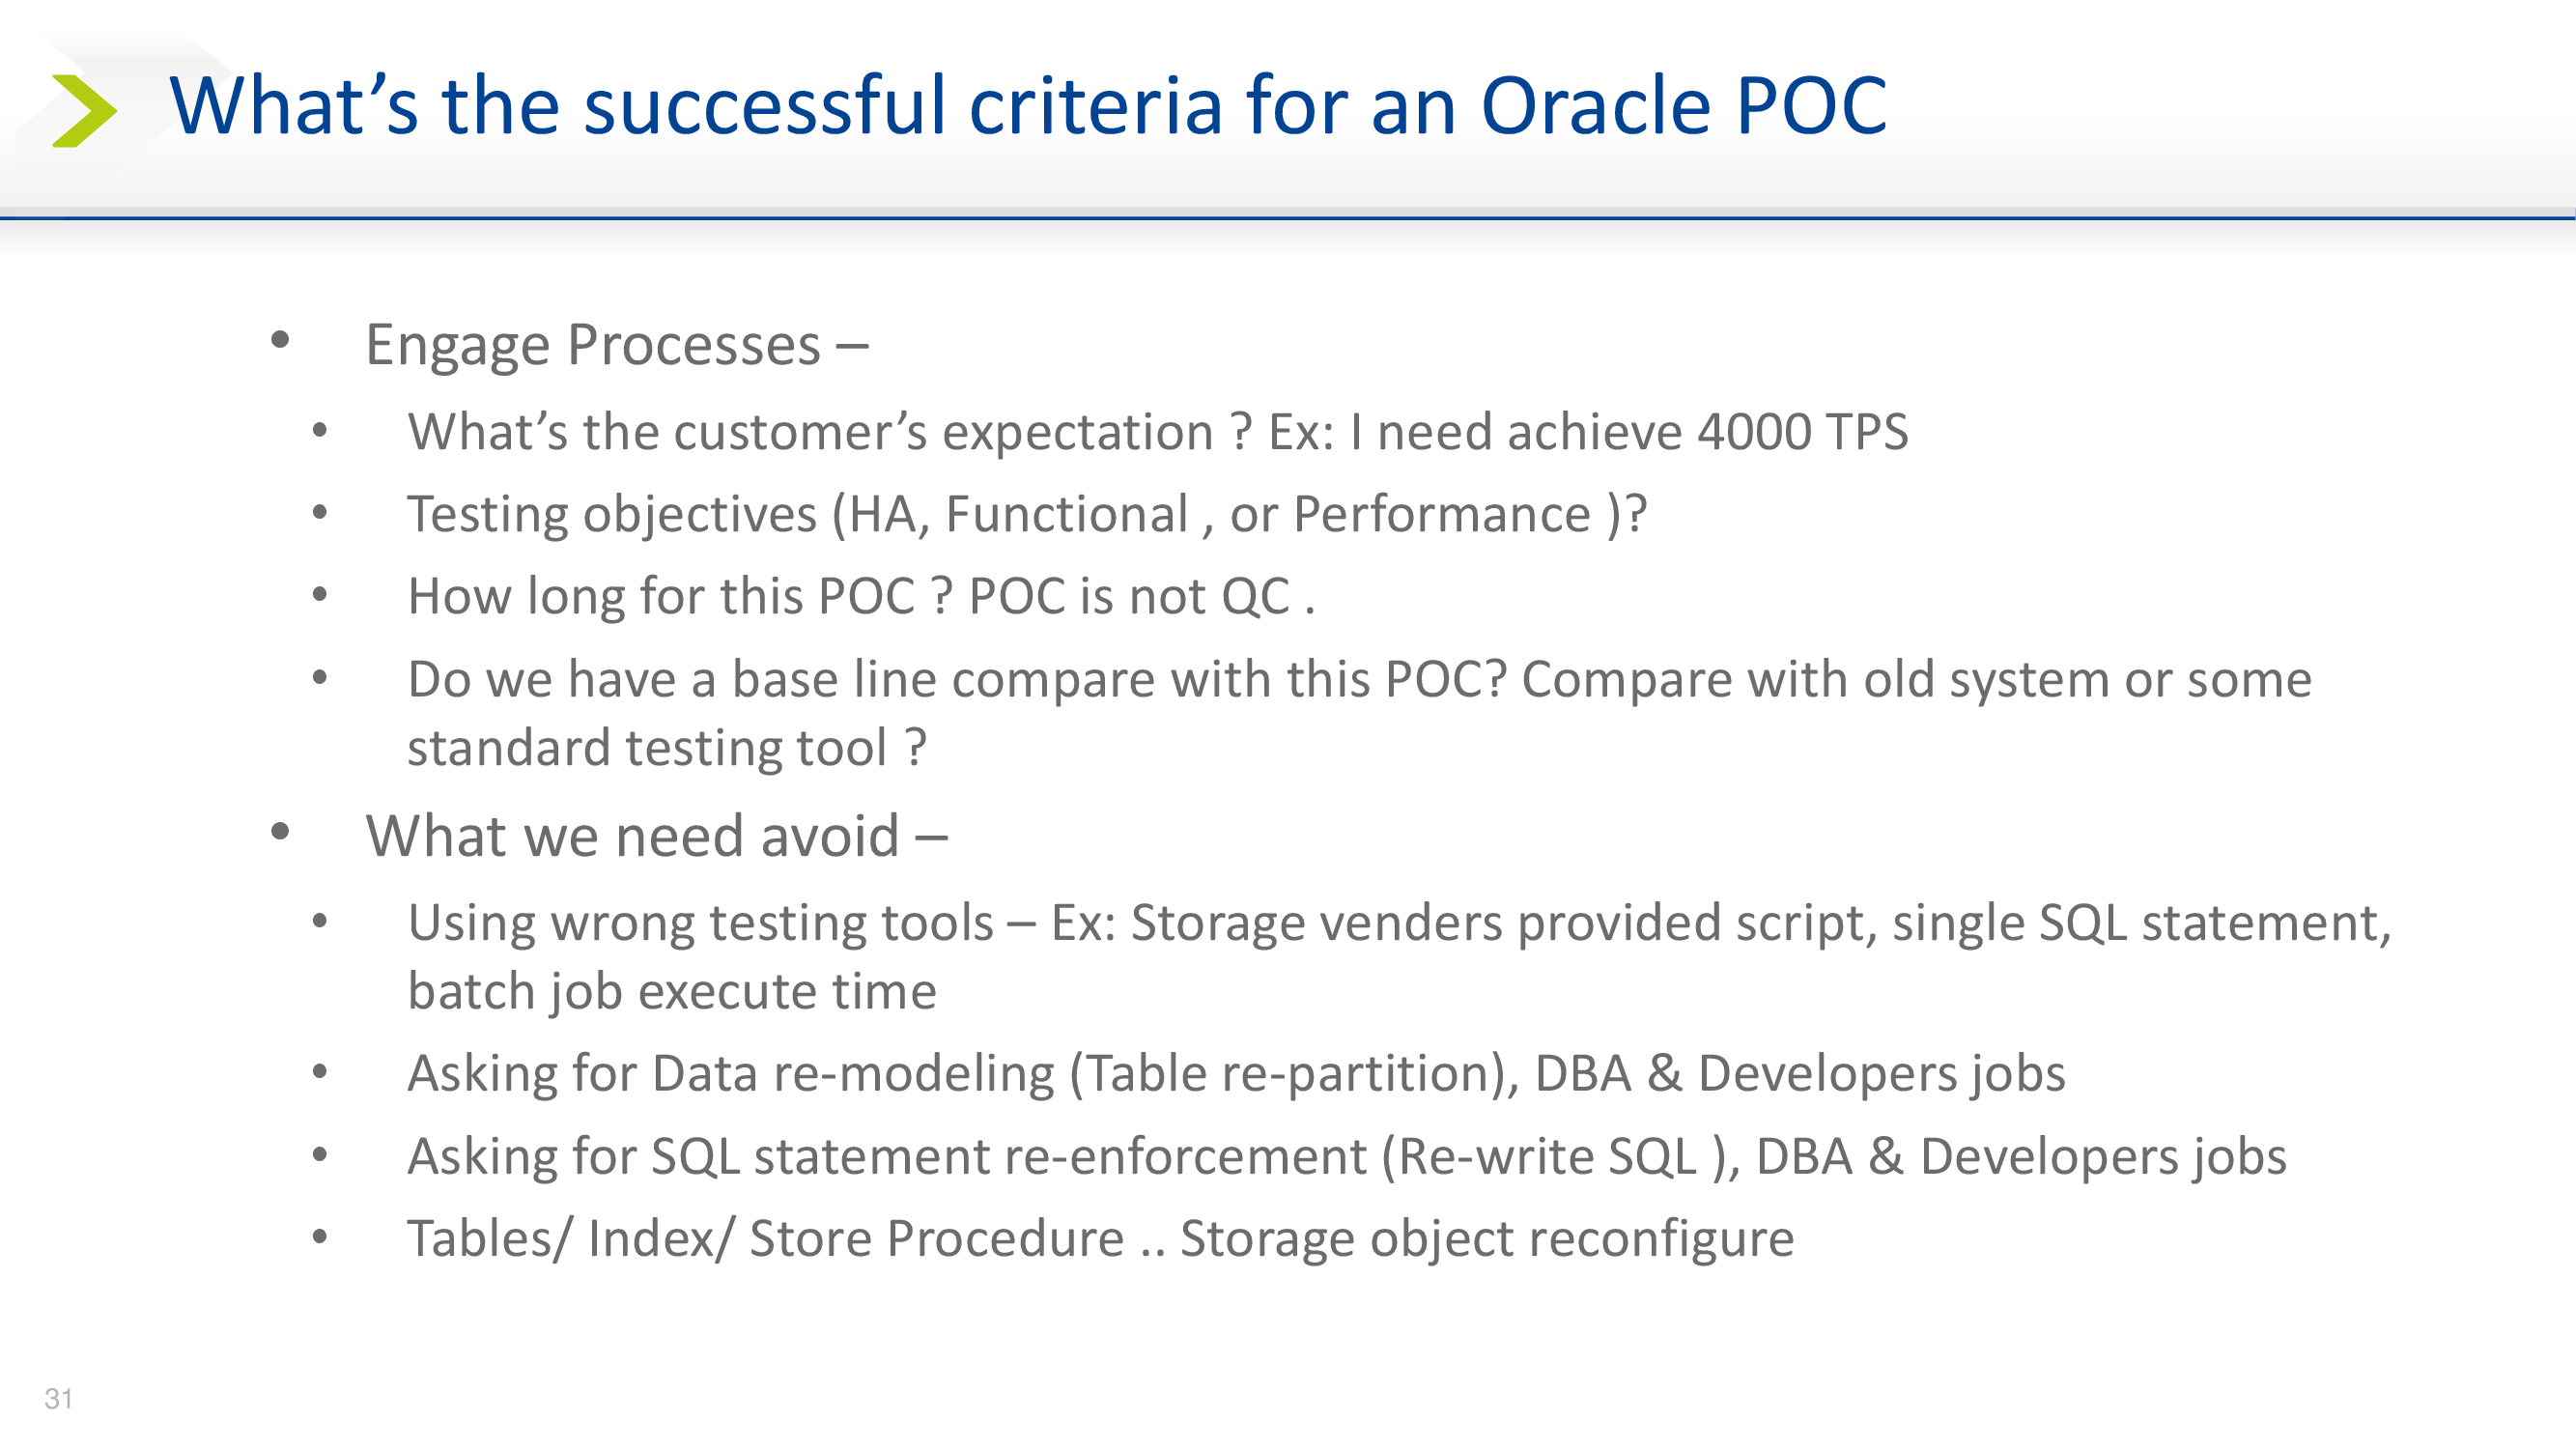 What’s the successful criteria for an Oracle POC
• Engage Processes –
• What’s the customer’s expectation ? Ex: I need achieve 4000 TPS
• Testing objectives (HA, Functional , or Performance )?
• How long for this POC ? POC is not QC .
• Do we have a base line compare with this POC? Compare with old system or some
standard testing tool ?
• What we need avoid –
• Using wrong testing tools – Ex: Storage venders provided script, single SQL statement,
batch job execute time
• Asking for Data re-modeling (Table re-partition), DBA & Developers jobs
• Asking for SQL statement re-enforcement (Re-write SQL ), DBA & Developers jobs
• Tables/ Index/ Store Procedure .. Storage object reconfigure
31